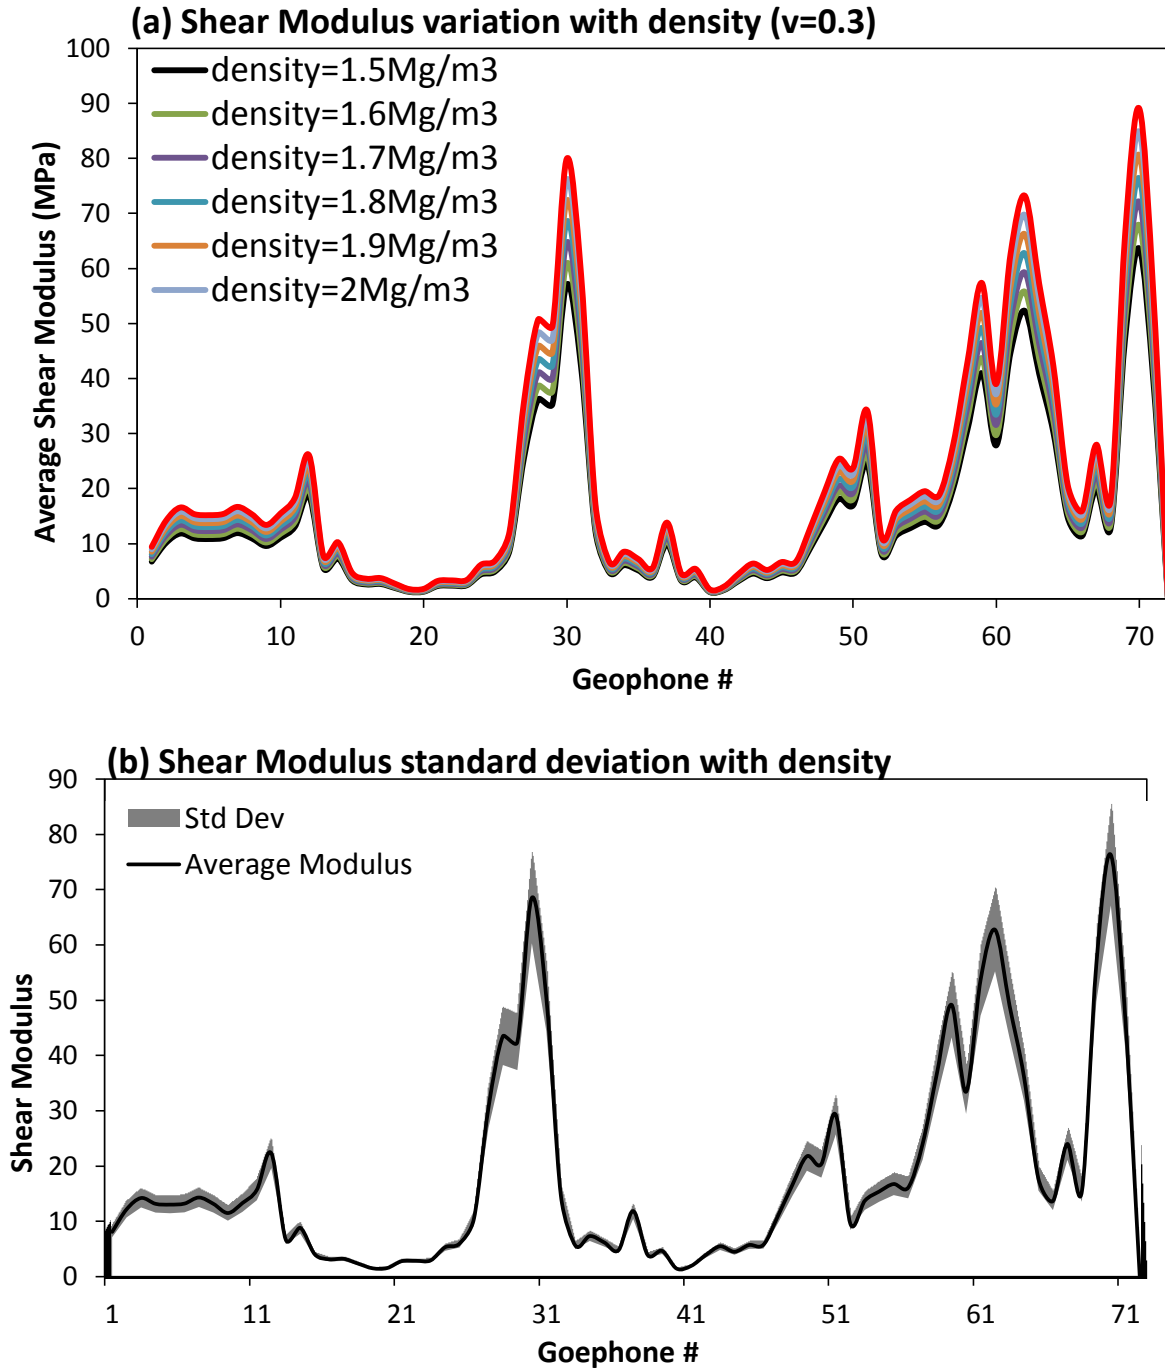 (a) Shear Modulus variation with density (v=0.3)
100
90
80
70
60
50
40
30
20
10
0
Average Shear Modulus (MPa)
density=1.5Mg/m3
density=1.6Mg/m3
density=1.7Mg/m3
density=1.8Mg/m3
density=1.9Mg/m3
density=2Mg/m3
0 10 20 30 40 50 60 70
Geophone #
(b) Shear Modulus standard deviation with density
90
80
70
60
50
40
30
20
10
0
Shear Modulus
Std Dev
Average Modulus
1 11 21 31 41 51 61 71
Goephone #